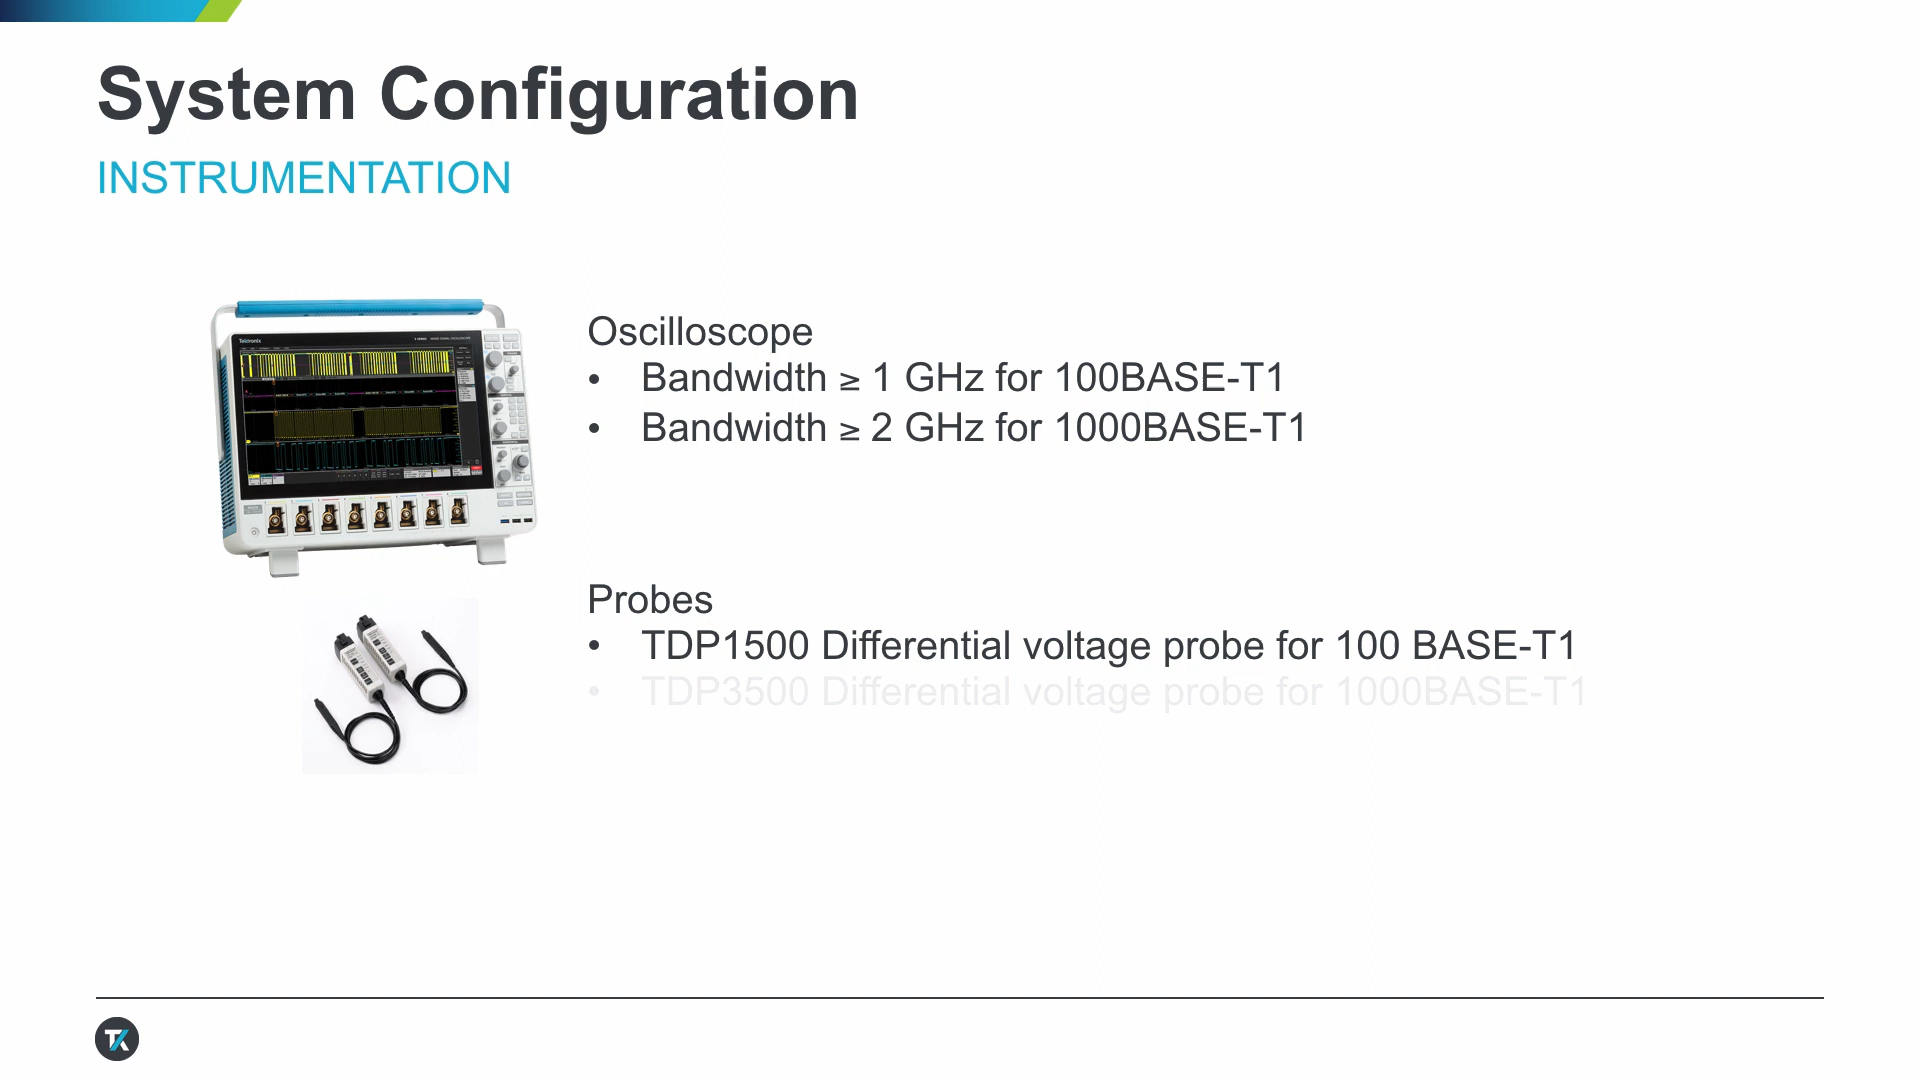 System Configuration
INSTRUMENTATION
Tektronix
Oscilloscope
• Bandwidth ≥ 1 GHz for 100BASE-T1
• Bandwidth ≥ 2 GHz for 1000BASE-T1
Probes
• TDP1500 Differential voltage probe for 100 BASE-T1
• TDP3500 Differential voltage probe for 1000BASE-T1